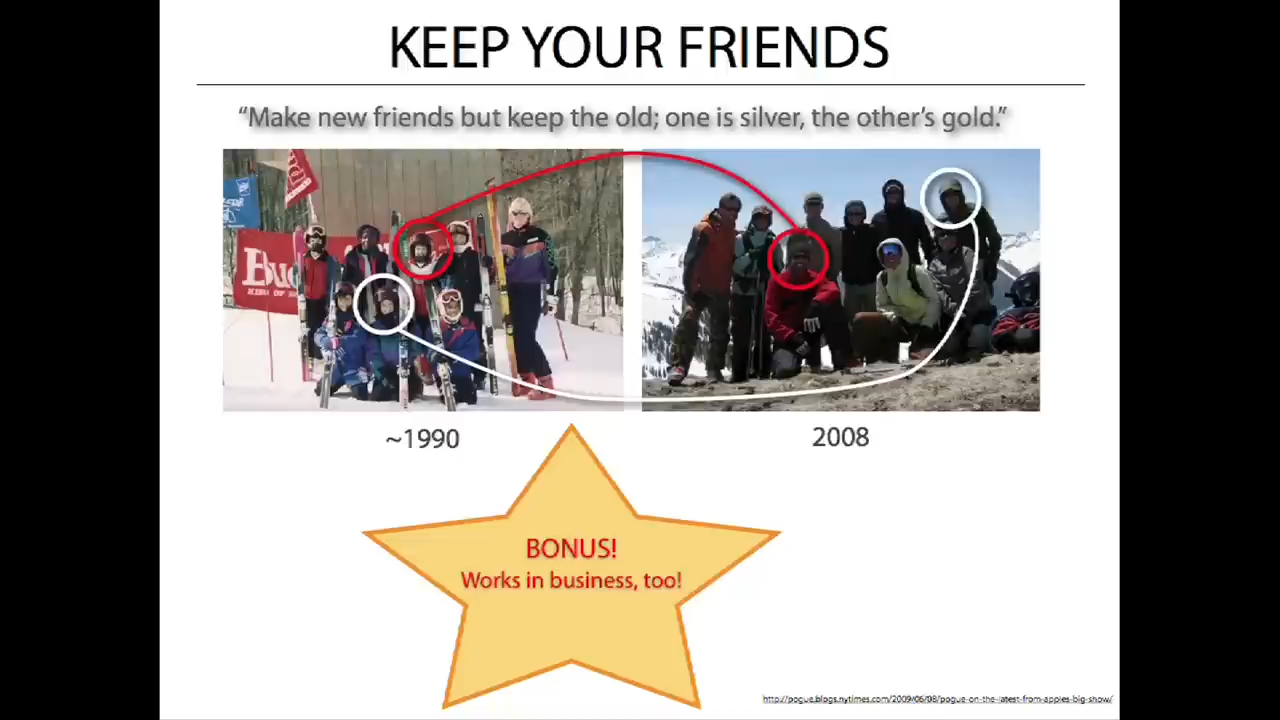 KEEP YOUR FRIENDS
“Make new friends but keep the old; one is silver, the other’s gold.”
~1990
2008
BONUS!
Works in business, too!
http://pogue.blogs.nytimes.com/2009/06/08/pogue-on-the-latest-from-apples-big-show/